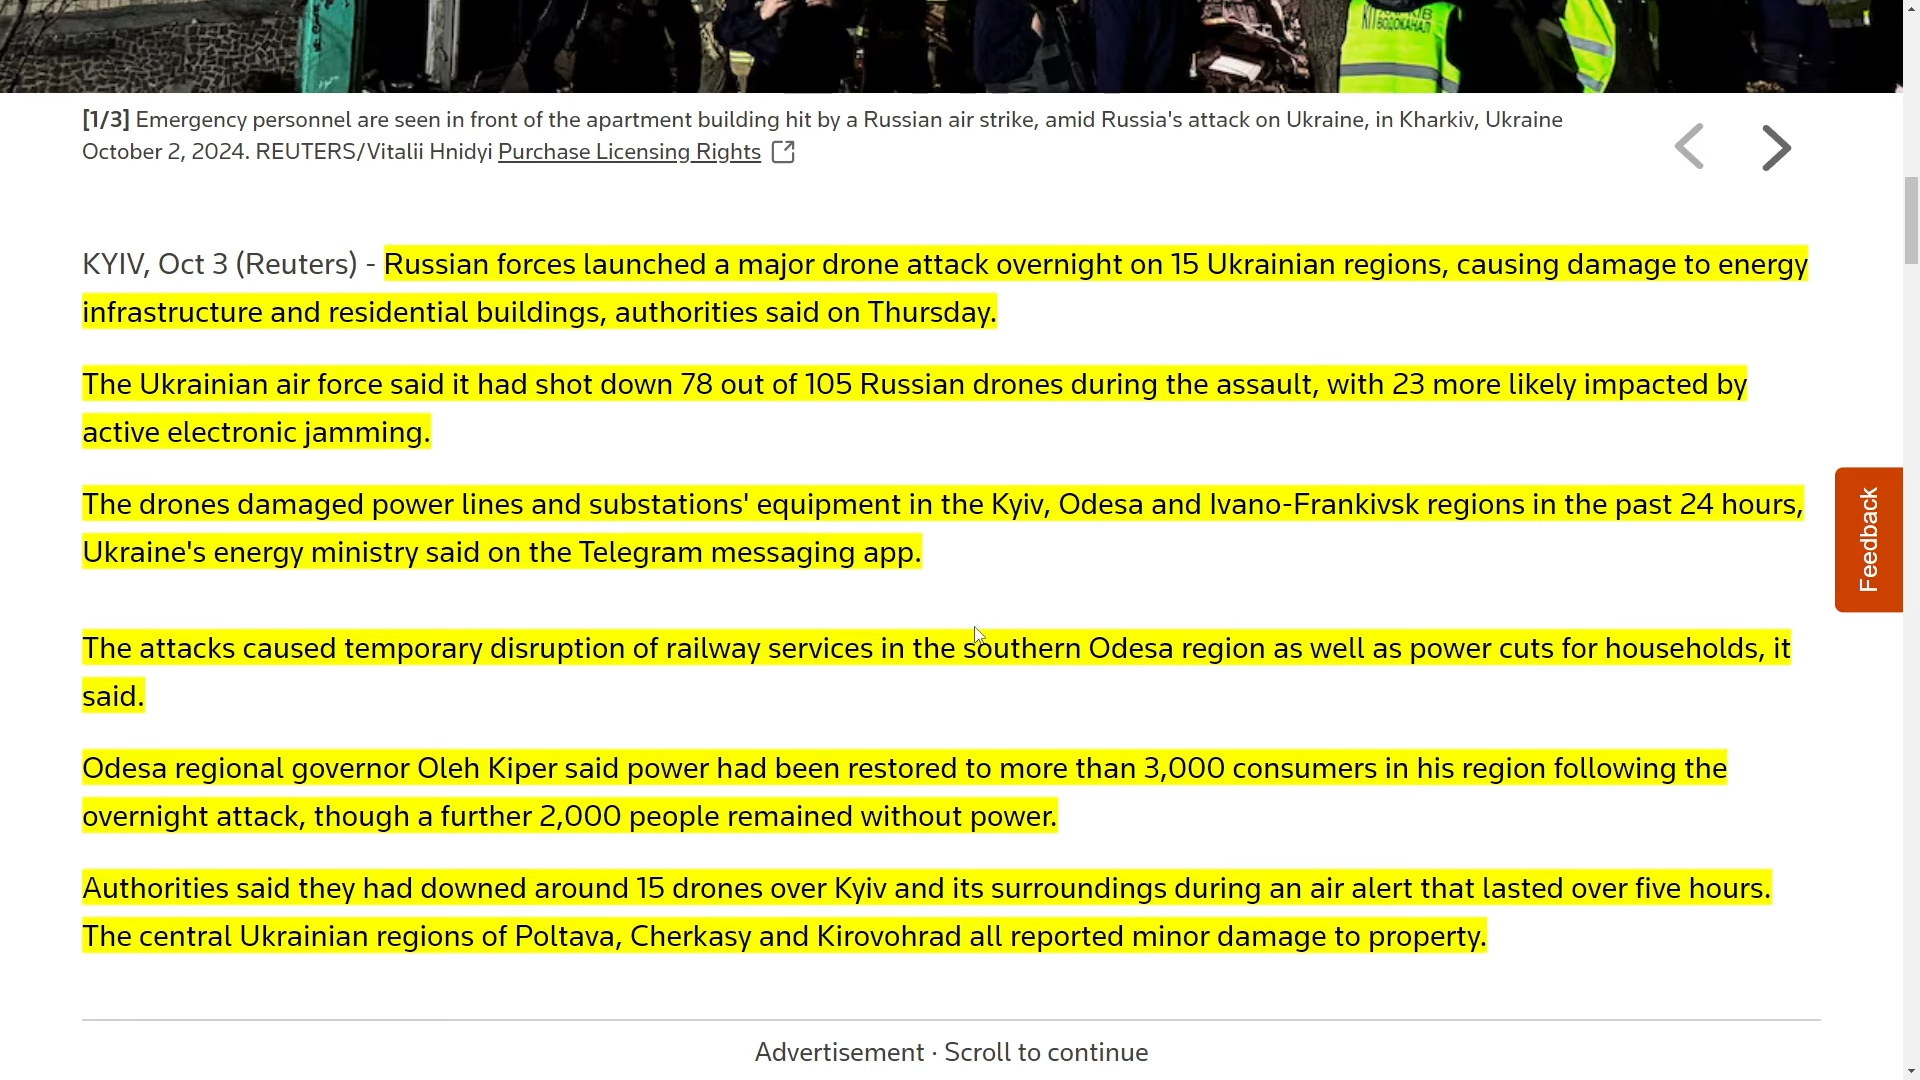 КП ХАРКІВ
ВОДОКАНАЛ
[1/3] Emergency personnel are seen in front of the apartment building hit by a Russian air strike, amid Russia's attack on Ukraine, in Kharkiv, Ukraine
October 2, 2024. REUTERS/Vitalii Hnidyi Purchase Licensing Rights
KYIV, Oct 3 (Reuters) - Russian forces launched a major drone attack overnight on 15 Ukrainian regions, causing damage to energy
infrastructure and residential buildings, authorities said on Thursday.
The Ukrainian air force said it had shot down 78 out of 105 Russian drones during the assault, with 23 more likely impacted by
active electronic jamming.
The drones damaged power lines and substations' equipment in the Kyiv, Odesa and Ivano-Frankivsk regions in the past 24 hours,
Ukraine's energy ministry said on the Telegram messaging app.
Feedback
The attacks caused temporary disruption of railway services in the southern Odesa region as well as power cuts for households, it
said.
Odesa regional governor Oleh Kiper said power had been restored to more than 3,000 consumers in his region following the
overnight attack, though a further 2,000 people remained without power.
Authorities said they had downed around 15 drones over Kyiv and its surroundings during an air alert that lasted over five hours.
The central Ukrainian regions of Poltava, Cherkasy and Kirovohrad all reported minor damage to property.
Advertisement · Scroll to continue